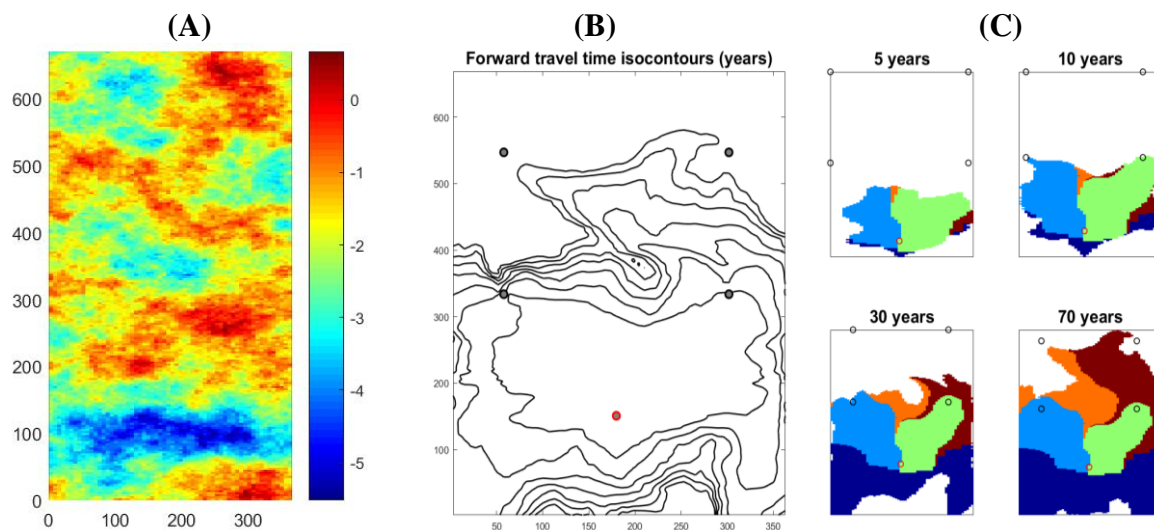 (A)
600
500
400
300
200
100
0
0 100 200 300
0
-1
-2
-3
-4
-5
(B)
Forward travel time isocontours (years)
600
500
400
300
200
100
50 100 150 200 250 300 350
(C)
5 years
10 years
30 years
70 years